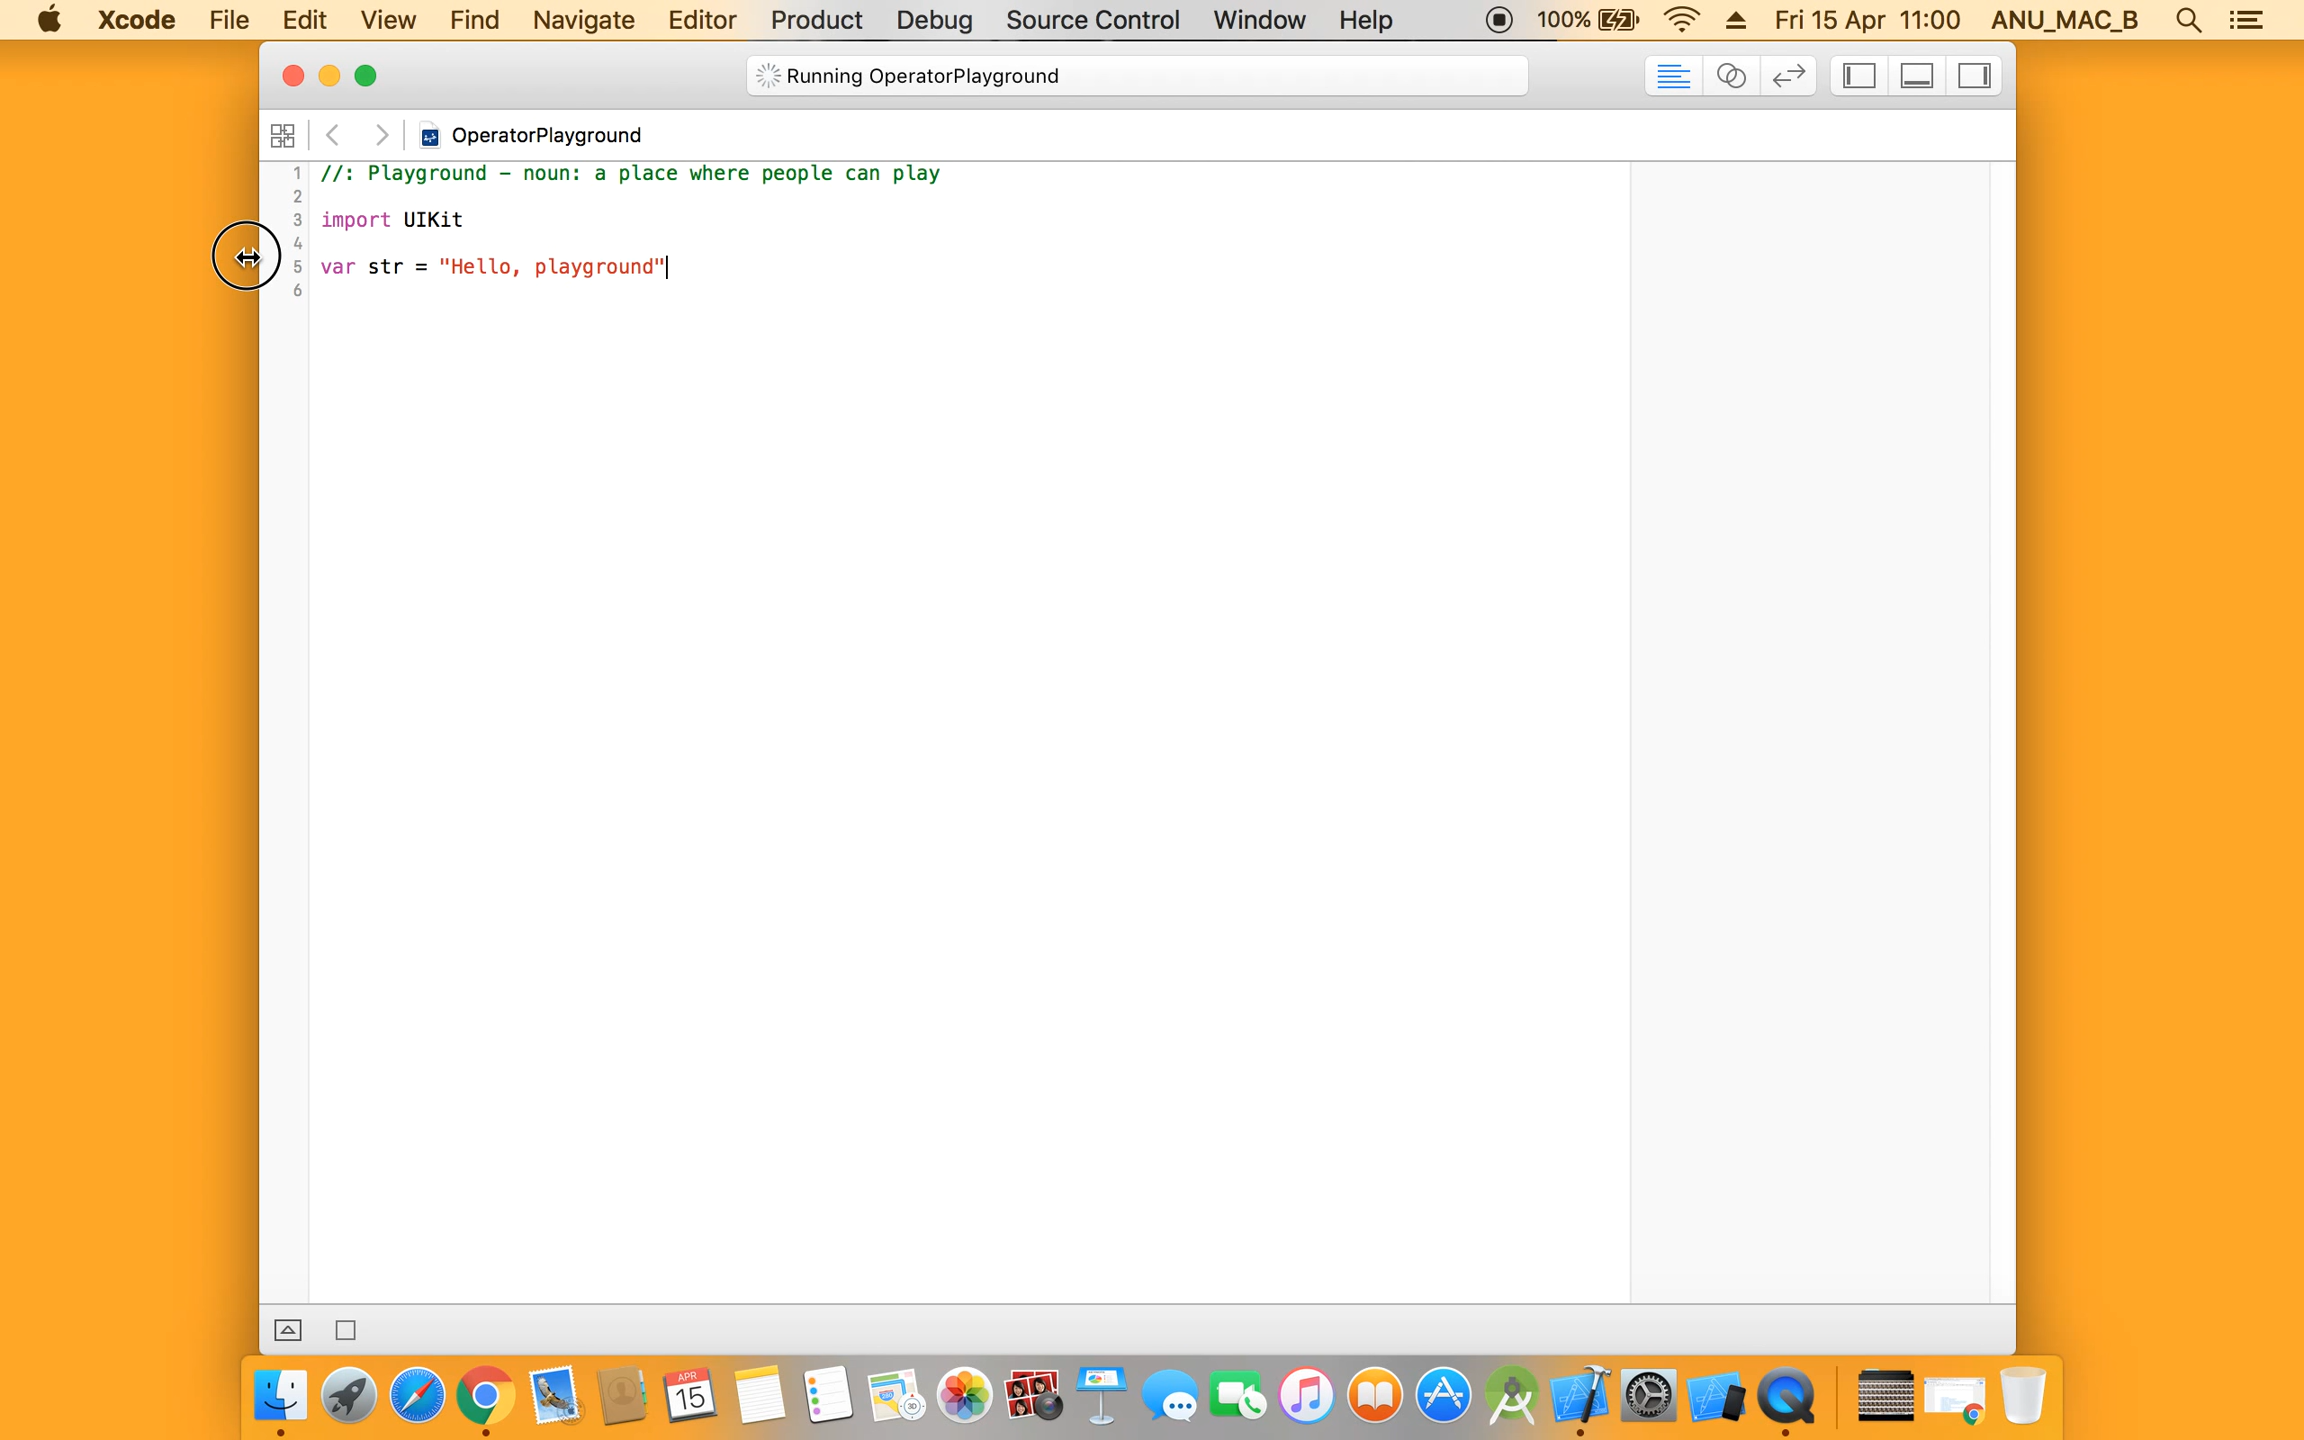 Xcode File Edit View Find Navigate Editor Product Debug Source Control Window Help 100% Fri 15 Apr 11:00 ANU_MAC_B
Running OperatorPlayground
OperatorPlayground
1 //: Playground – noun: a place where people can play
2
3 import UIKit
4
5 var str = "Hello, playground"
6
APR
15
3D